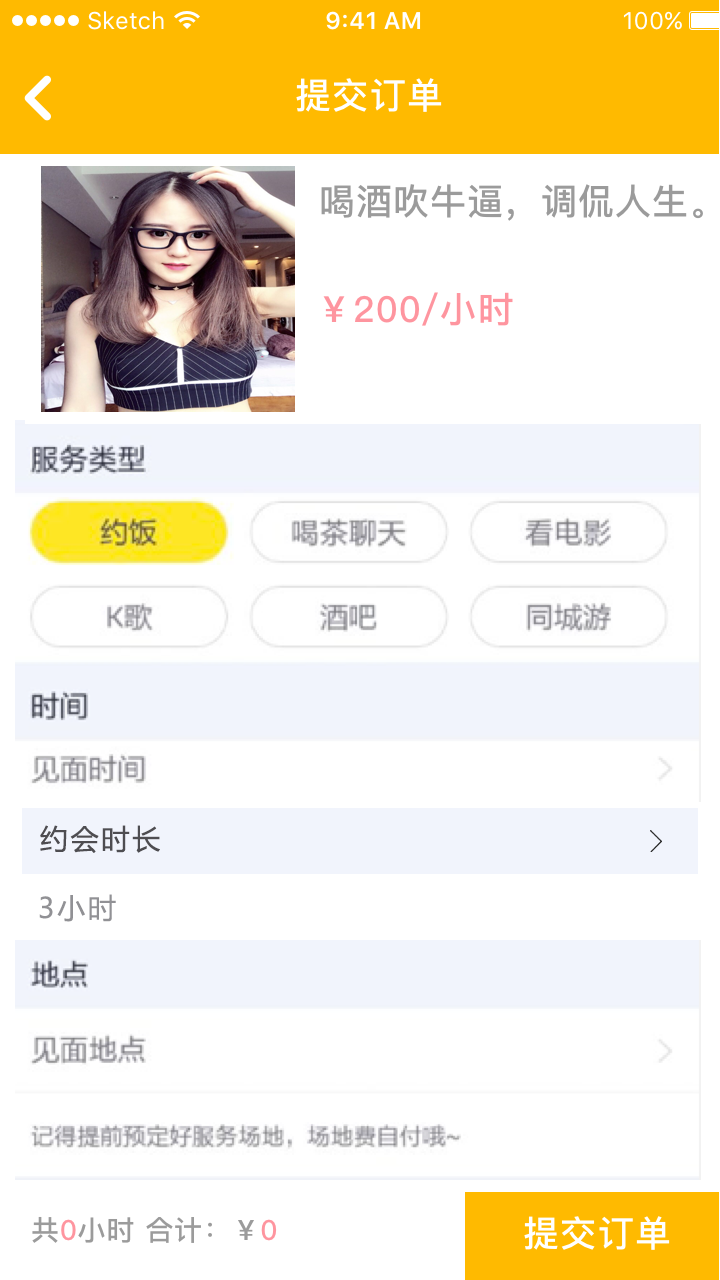 Sketch 9:41 AM 100%
提交订单
喝酒吹牛逼，调侃人生。
￥200/小时
服务类型
约饭 喝茶聊天 看电影
K歌 酒吧 同城游
时间
见面时间
约会时长
3小时
地点
见面地点
记得提前预定好服务场地，场地费自付哦~
共0小时 合计：￥0 提交订单